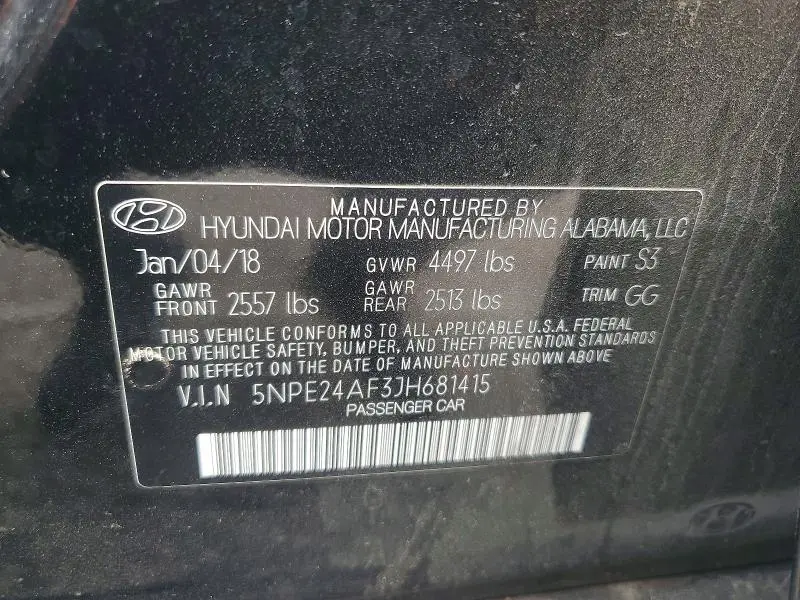 MANUFACTURED BY
HYUNDAI MOTOR MANUFACTURING ALABAMA, LLC
Jan/04/18 GVWR 4497 lbs PAINT S3
GAWR FRONT 2557 lbs GAWR REAR 2513 lbs TRIM GG
THIS VEHICLE CONFORMS TO ALL APPLICABLE U.S.A. FEDERAL
MOTOR VEHICLE SAFETY, BUMPER, AND THEFT PREVENTION STANDARDS
IN EFFECT ON THE DATE OF MANUFACTURE SHOWN ABOVE
V.I.N 5NPE24AF3JH681415
PASSENGER CAR